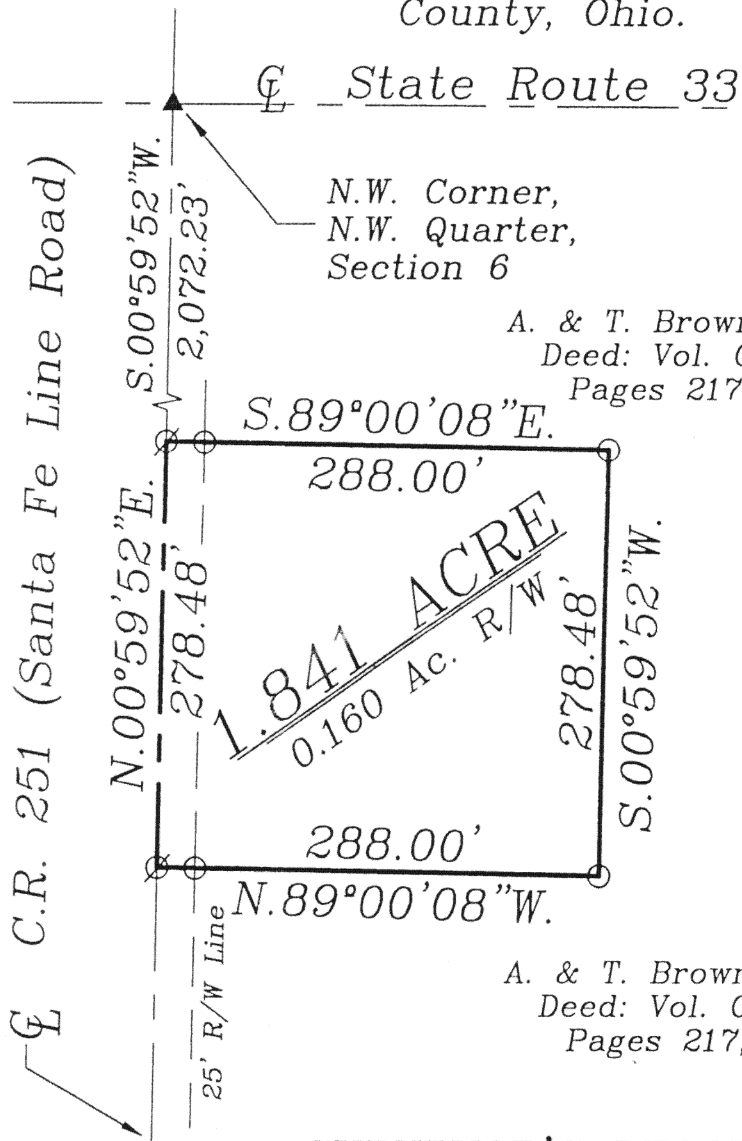 County, Ohio.
℄ State Route 33
S.00°59'52"W.
2,072.23'
N.W. Corner,
N.W. Quarter,
Section 6
A. & T. Brown
Deed: Vol.
Pages 217
S.89°00'08"E.
288.00'
N.00°59'52"E.
278.48'
1.841 ACRE
0.160 Ac. R/W
278.48'
S.00°59'52"W.
288.00'
N.89°00'08"W.
℄ C.R. 251 (Santa Fe Line Road)
25' R/W Line
A. & T. Brown
Deed: Vol.
Pages 217,